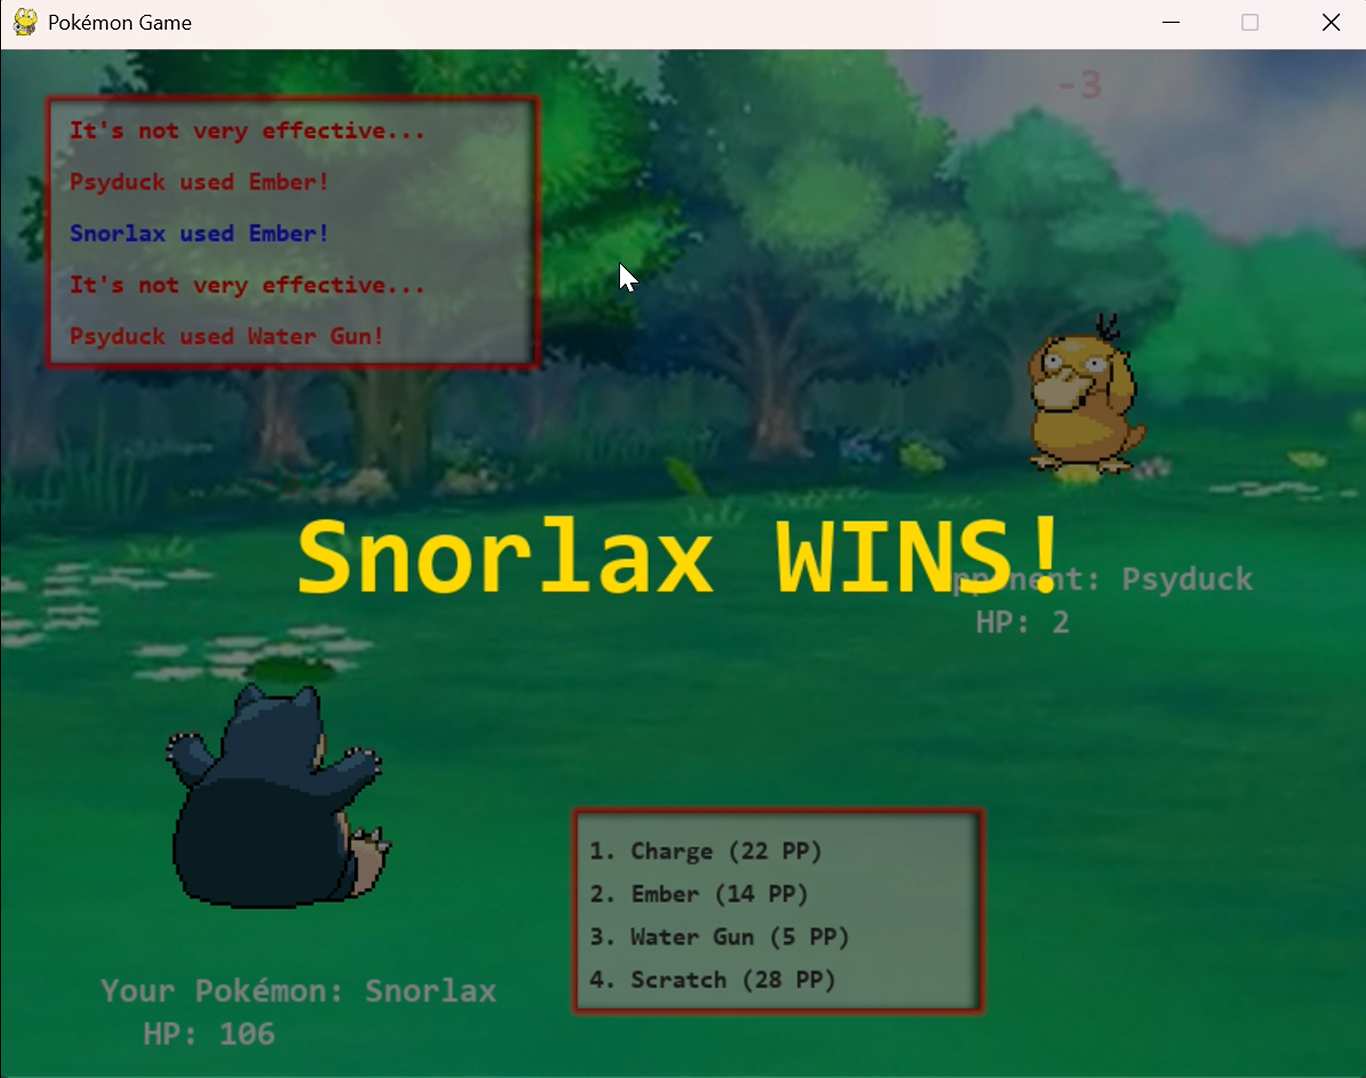 Pokémon Game
-3
It's not very effective...
Psyduck used Ember!
Snorlax used Ember!
It's not very effective...
Psyduck used Water Gun!
Snorlax WINS!
pponent: Psyduck
HP: 2
1. Charge (22 PP)
2. Ember (14 PP)
3. Water Gun (5 PP)
4. Scratch (28 PP)
Your Pokémon: Snorlax
HP: 106